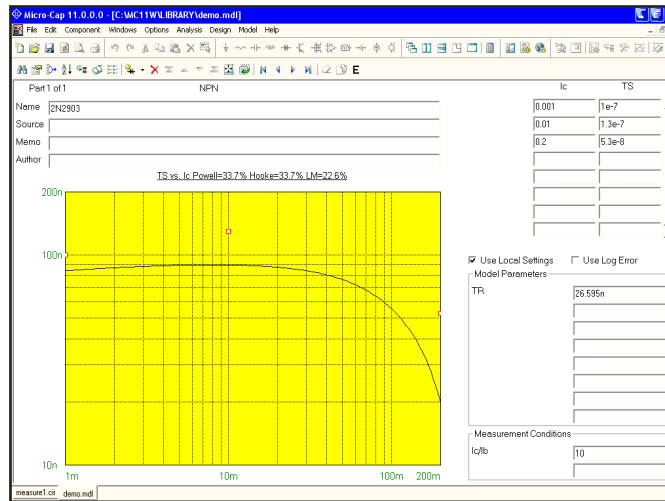 Micro-Cap 11.0.0.0 - [C:\MC11W\LIBRARY\demo.mdl]
File Edit Component Windows Options Analysis Design Model Help
E
Part 1 of 1 NPN Ic TS
Name 2N2903 0.001 1e-7
Source 0.01 1.3e-7
Memo 0.2 5.3e-8
Author
TS vs. Ic Powell=33.7% Hooke=33.7% LM=22.6%
200n
100n
10n
1m 10m 100m 200m
Use Local Settings Use Log Error
Model Parameters
TR 26.595n
Measurement Conditions
Ic/Ib 10
measure1.cir demo.mdl